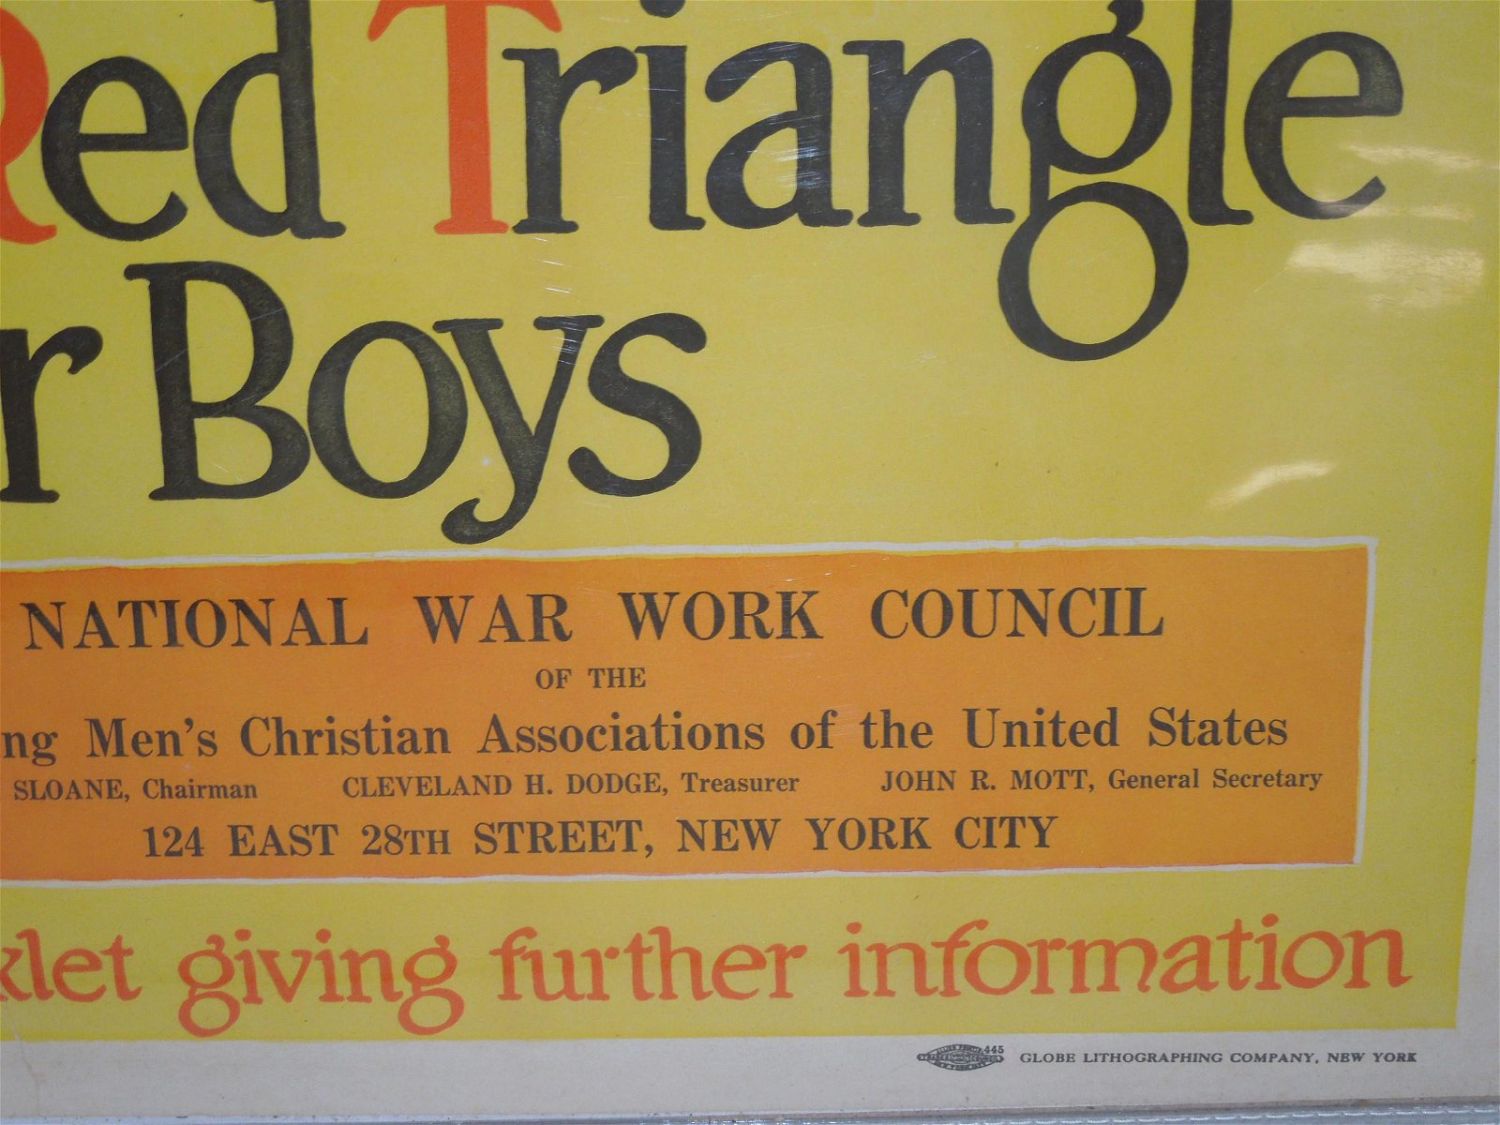 Red Triangle
r Boys
NATIONAL WAR WORK COUNCIL
OF THE
ng Men's Christian Associations of the United States
SLOANE, Chairman CLEVELAND H. DODGE, Treasurer JOHN R. MOTT, General Secretary
124 EAST 28TH STREET, NEW YORK CITY
klet giving further information
445 GLOBE LITHOGRAPHING COMPANY, NEW YORK